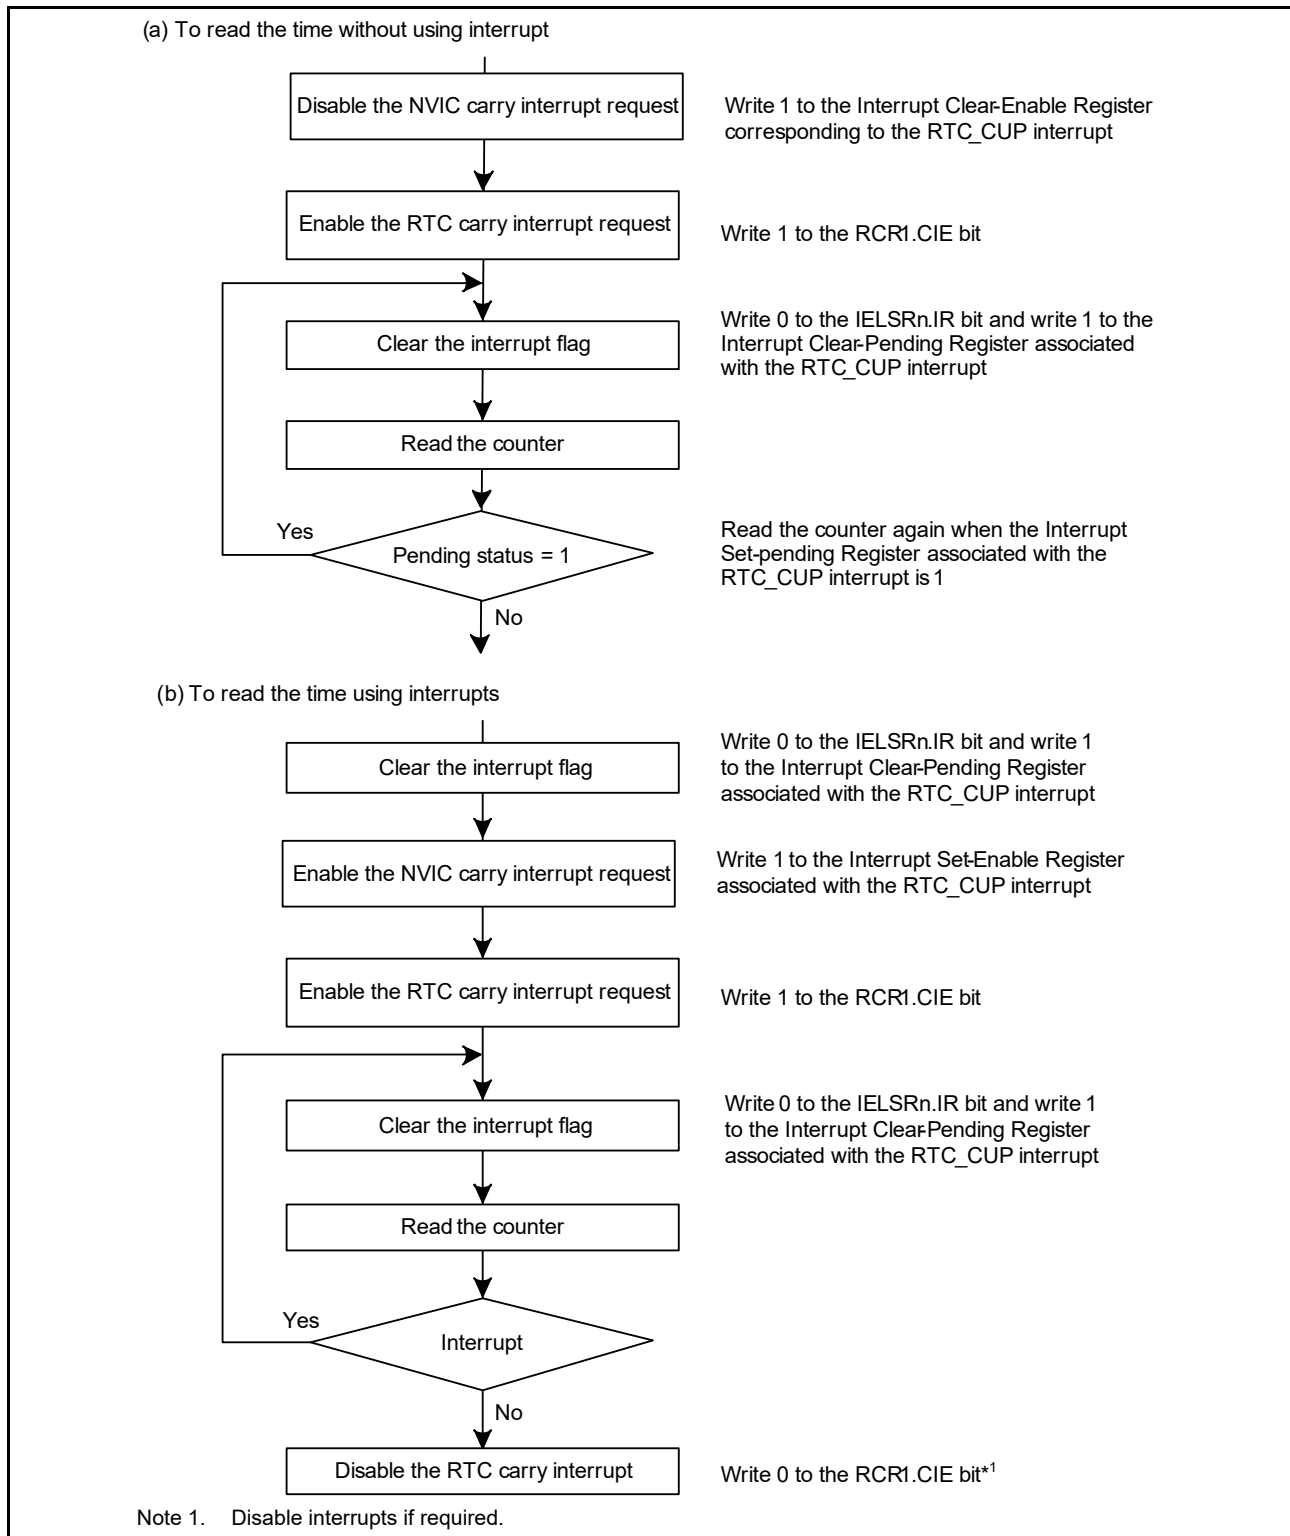 (a) To read the time without using interrupt
Disable the NVIC carry interrupt request
Write 1 to the Interrupt Clear-Enable Register
corresponding to the RTC_CUP interrupt
Enable the RTC carry interrupt request
Write 1 to the RCR1.CIE bit
Clear the interrupt flag
Write 0 to the IELSRn.IR bit and write 1 to the
Interrupt Clear-Pending Register associated
with the RTC_CUP interrupt
Read the counter
Yes
Pending status = 1
Read the counter again when the Interrupt
Set-pending Register associated with the
RTC_CUP interrupt is 1
No
(b) To read the time using interrupts
Clear the interrupt flag
Write 0 to the IELSRn.IR bit and write 1
to the Interrupt Clear-Pending Register
associated with the RTC_CUP interrupt
Enable the NVIC carry interrupt request
Write 1 to the Interrupt Set-Enable Register
associated with the RTC_CUP interrupt
Enable the RTC carry interrupt request
Write 1 to the RCR1.CIE bit
Clear the interrupt flag
Write 0 to the IELSRn.IR bit and write 1
to the Interrupt Clear-Pending Register
associated with the RTC_CUP interrupt
Read the counter
Yes
Interrupt
No
Disable the RTC carry interrupt
Write 0 to the RCR1.CIE bit*1
Note 1. Disable interrupts if required.